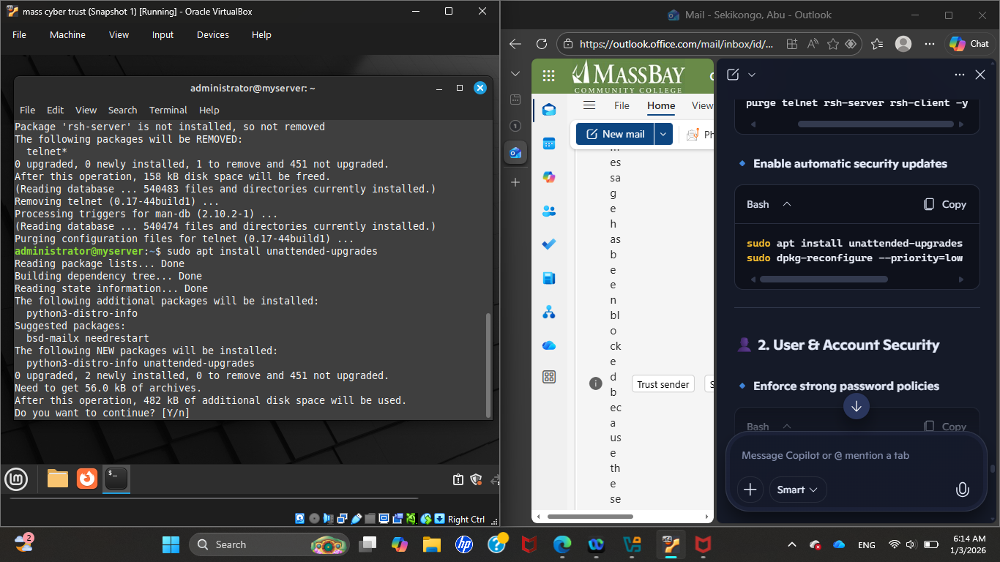 mass cyber trust (Snapshot 1) [Running] - Oracle VirtualBox
File Machine View Input Devices Help
administrator@myserver: ~
File Edit View Search Terminal Help
Package 'rsh-server' is not installed, so not removed
The following packages will be REMOVED:
telnet*
0 upgraded, 0 newly installed, 1 to remove and 451 not upgraded.
After this operation, 158 kB disk space will be freed.
(Reading database ... 540483 files and directories currently installed.)
Removing telnet (0.17-44build1) ...
Processing triggers for man-db (2.10.2-1) ...
(Reading database ... 540474 files and directories currently installed.)
Purging configuration files for telnet (0.17-44build1) ...
administrator@myserver:~$ sudo apt install unattended-upgrades
Reading package lists... Done
Building dependency tree... Done
Reading state information... Done
The following additional packages will be installed:
python3-distro-info
Suggested packages:
bsd-mailx needrestart
The following NEW packages will be installed:
python3-distro-info unattended-upgrades
0 upgraded, 2 newly installed, 0 to remove and 451 not upgraded.
Need to get 56.0 kB of archives.
After this operation, 482 kB of additional disk space will be used.
Do you want to continue? [Y/n]
Right Ctrl
Mail - Sekikongo, Abu - Outlook
https://outlook.office.com/mail/inbox/id/...
Chat
MASSBAY
COMMUNITY COLLEGE
File Home View
New mail
Ph
es
sa
g
e
h
as
b
e
e
n
bl
o
ck
e
d
b
ec
a
us
e
th
e
se
Trust sender
purge telnet rsh-server rsh-client -y
Enable automatic security updates
Bash
Copy
sudo apt install unattended-upgrades
sudo dpkg-reconfigure --priority=low
2. User & Account Security
Enforce strong password policies
Bash
Copy
Message Copilot or @ mention a tab
Smart
2
Search
ENG
6:14 AM
1/3/2026